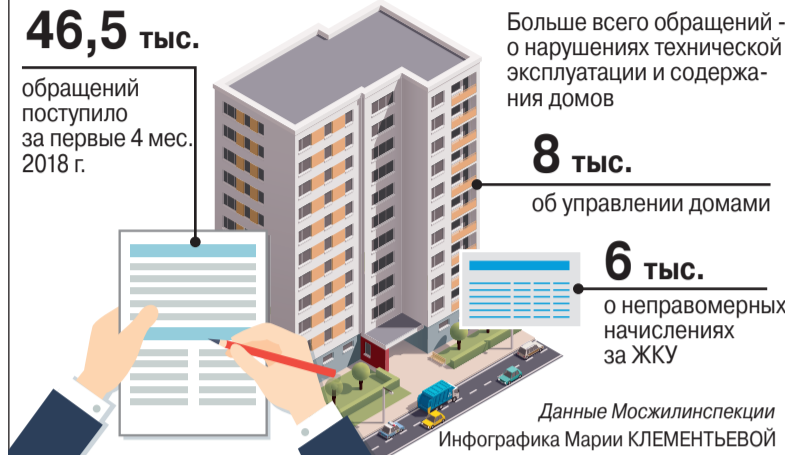 46,5 тыс.
обращений
поступило
за первые 4 мес.
2018 г.
Больше всего обращений -
о нарушениях технической
эксплуатации и содержа-
ния домов
8 тыс.
об управлении домами
6 тыс.
о неправомерных
начислениях
за ЖКУ
Данные Мосжилинспекции
Инфографика Марии КЛЕМЕНТЬЕВОЙ